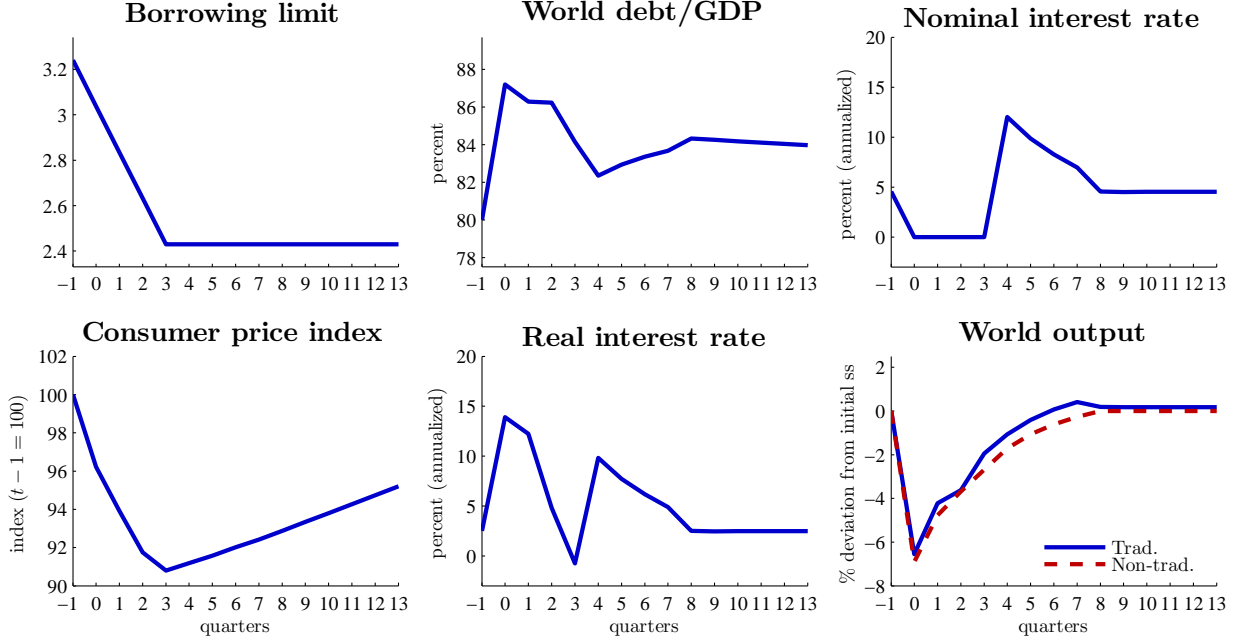 Borrowing limit
3.2
3
2.8
2.6
2.4
−1 0 1 2 3 4 5 6 7 8 9 10 11 12 13
World debt/GDP
percent
88
86
84
82
80
78
−1 0 1 2 3 4 5 6 7 8 9 10 11 12 13
Nominal interest rate
percent (annualized)
20
15
10
5
0
−1 0 1 2 3 4 5 6 7 8 9 10 11 12 13
Consumer price index
index (t − 1 = 100)
102
100
98
96
94
92
90
−1 0 1 2 3 4 5 6 7 8 9 10 11 12 13
quarters
Real interest rate
percent (annualized)
20
15
10
5
0
−1 0 1 2 3 4 5 6 7 8 9 10 11 12 13
quarters
World output
% deviation from initial ss
2
0
−2
−4
−6
−8
Trad.
Non-trad.
−1 0 1 2 3 4 5 6 7 8 9 10 11 12 13
quarters